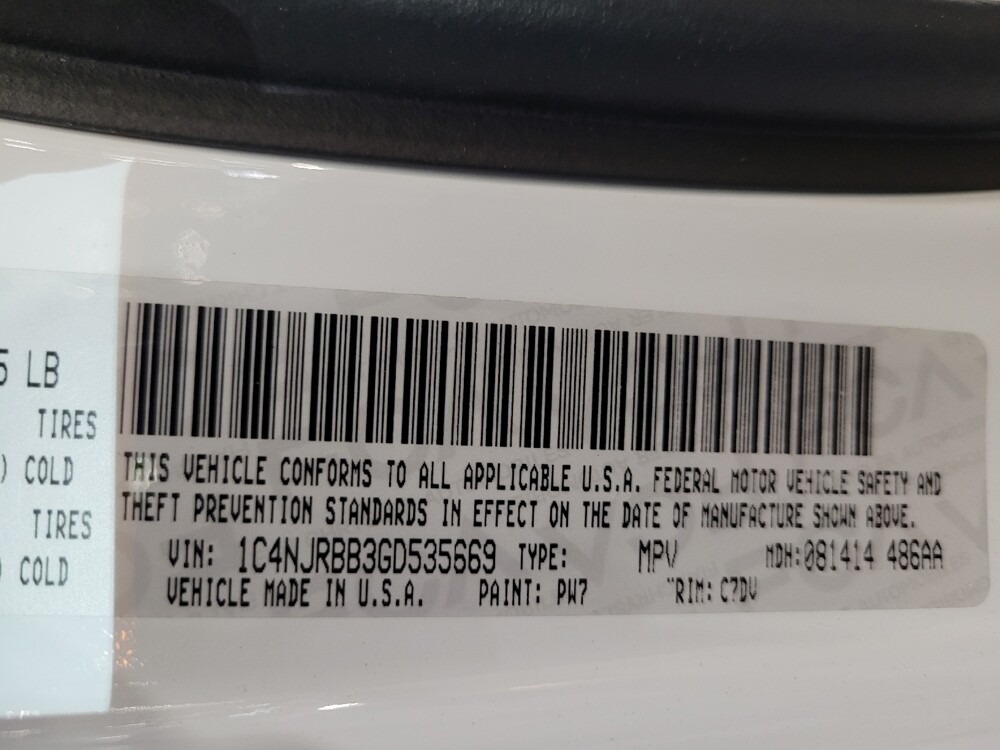 5 LB
TIRES
) COLD
TIRES
) COLD
THIS VEHICLE CONFORMS TO ALL APPLICABLE U.S.A. FEDERAL MOTOR VEHICLE SAFETY AND
THEFT PREVENTION STANDARDS IN EFFECT ON THE DATE OF MANUFACTURE SHOWN ABOVE.
VIN: 1C4NJRBB3GD535669 TYPE: MPV MDH:081414 486AA
VEHICLE MADE IN U.S.A. PAINT: PW7 TRIM: C7DV